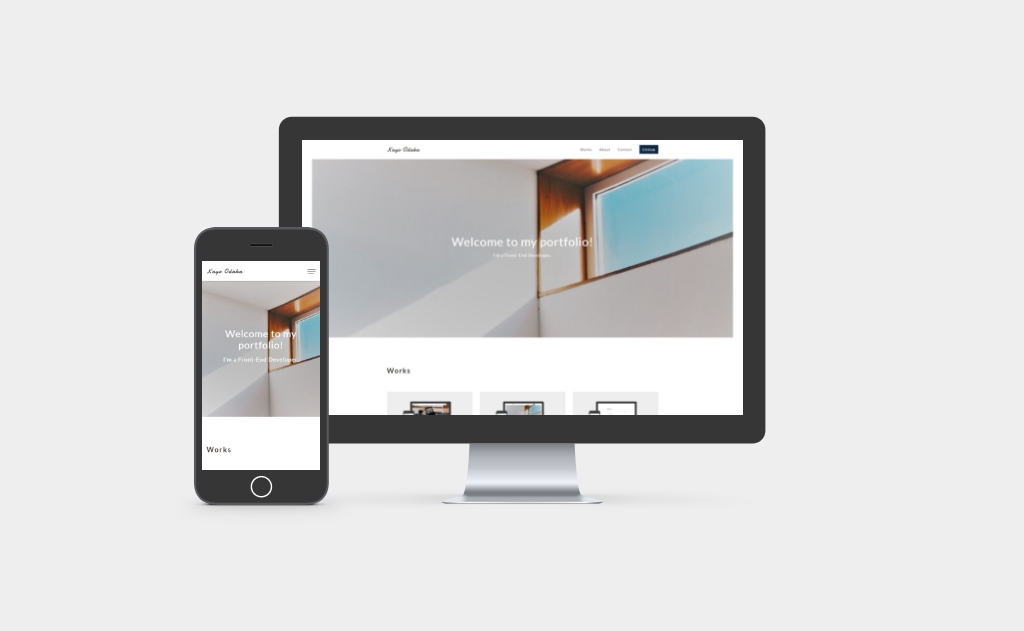 Kayo Odaka
Works About Contact GitHub
Welcome to my portfolio!
I'm a Front-End Developer.
Works
Kayo Odaka
Welcome to my
portfolio!
I'm a Front-End Developer.
Works